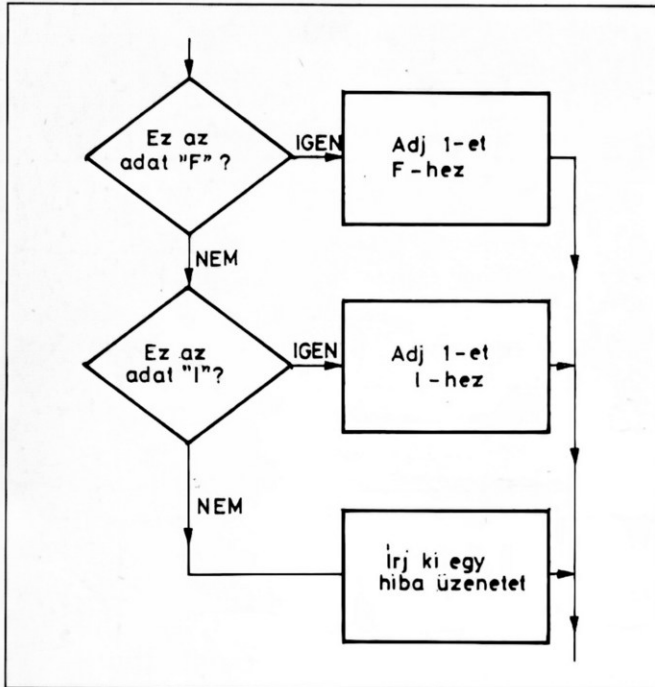 Ez az
adat "F" ?
IGEN
Adj 1-et
F-hez
NEM
Ez az
adat "I"?
IGEN
Adj 1-et
I-hez
NEM
Írj ki egy
hiba üzenetet